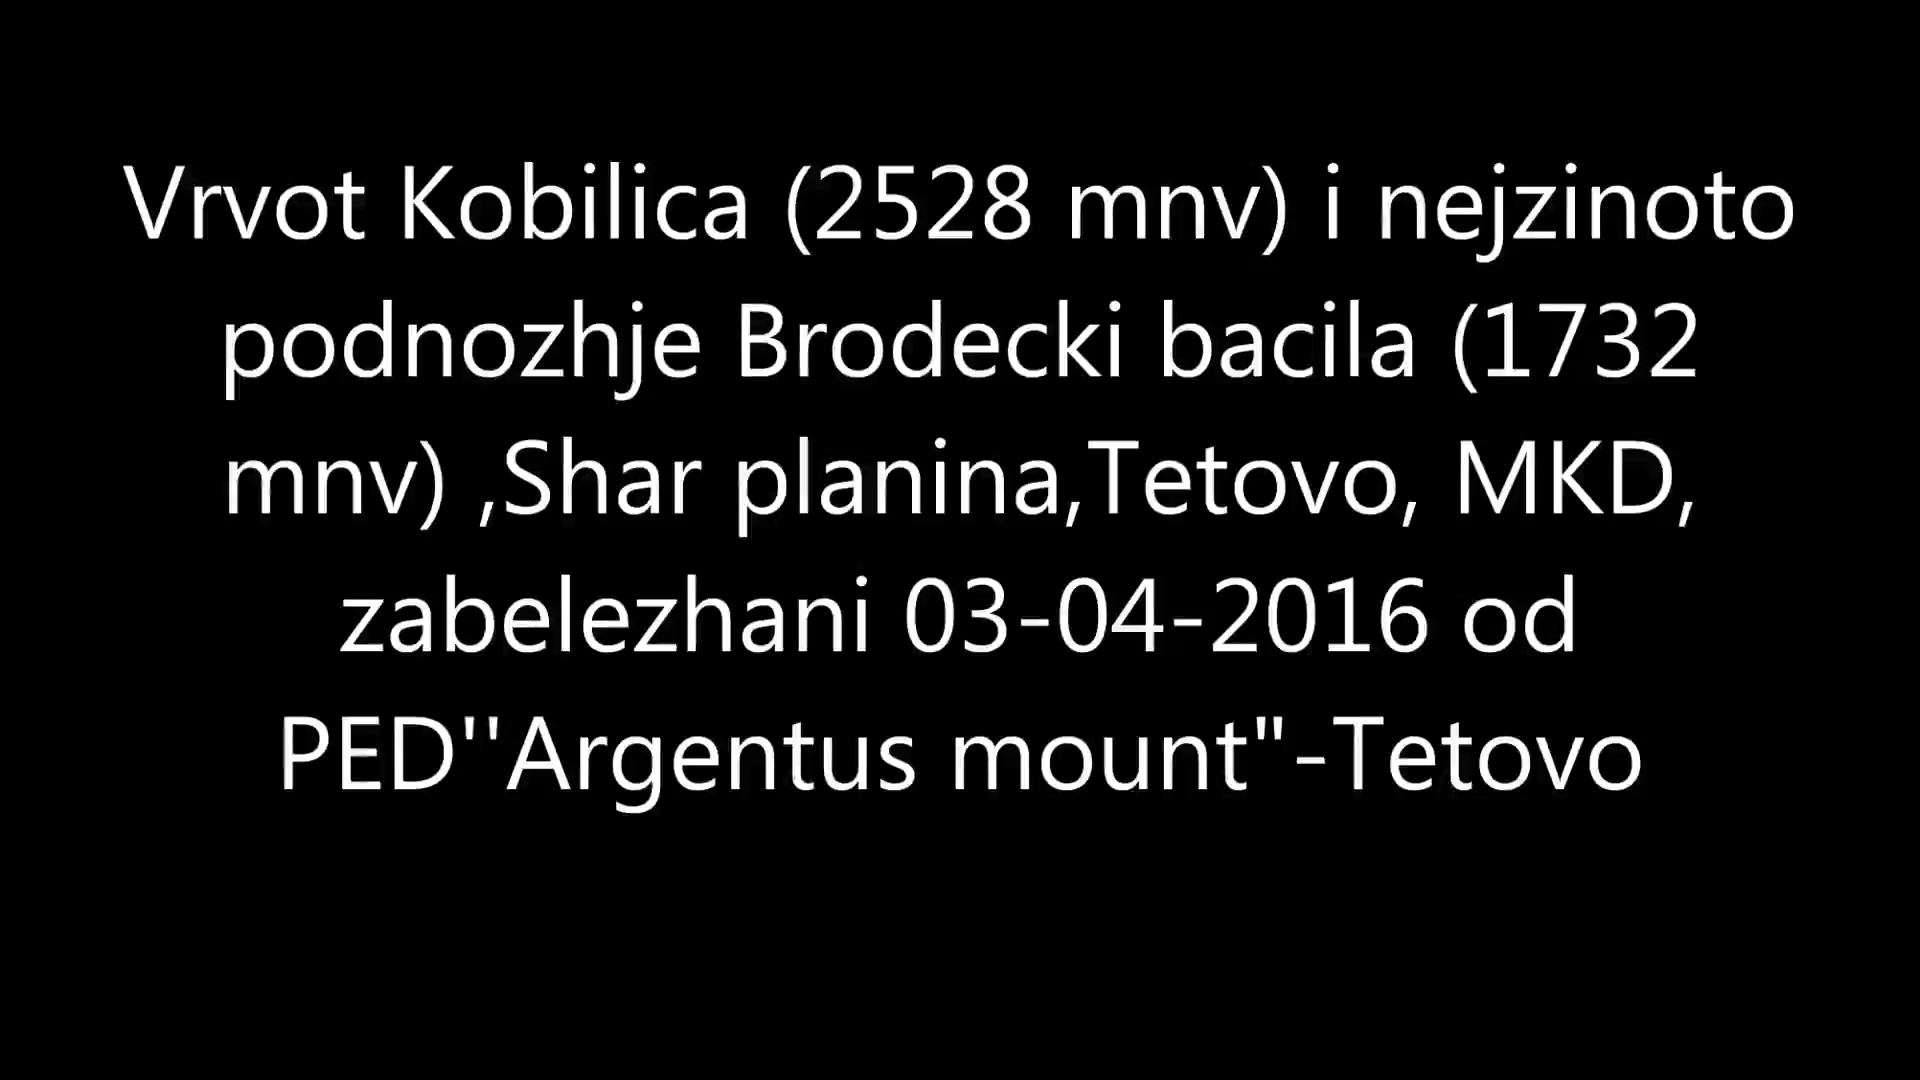 Vrvot Kobilica (2528 mnv) i nejzinoto
podnozhje Brodecki bacila (1732
mnv) ,Shar planina,Tetovo, MKD,
zabelezhani 03-04-2016 od
PED''Argentus mount"-Tetovo